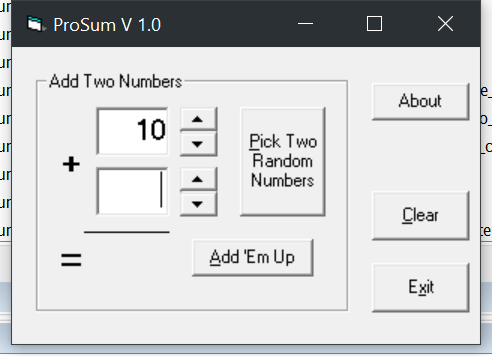 ProSum V 1.0
Add Two Numbers
10
+
=
Pick Two
Random
Numbers
Add 'Em Up
About
Clear
Exit